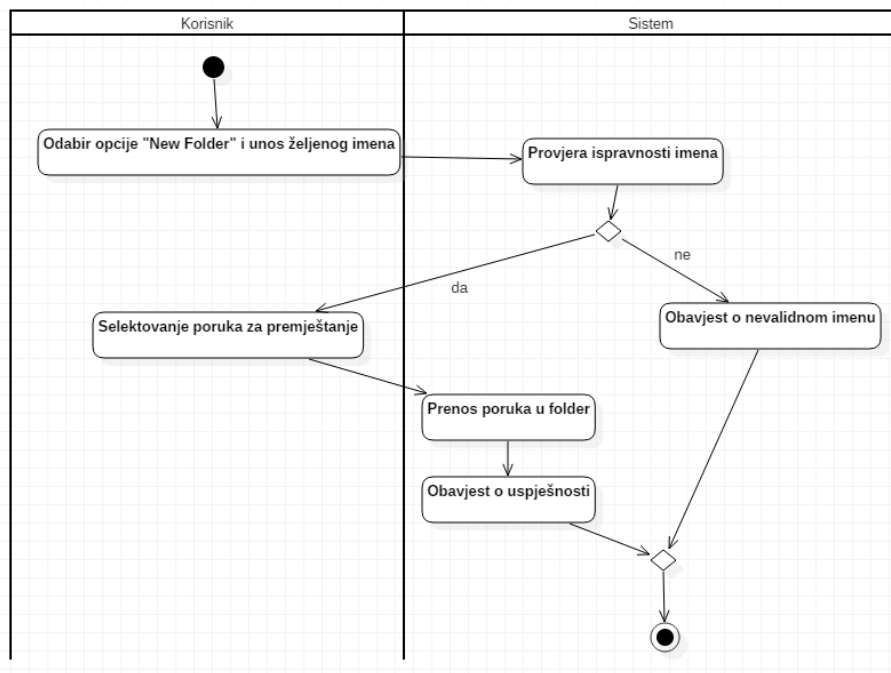 Korisnik
Sistem
Odabir opcije "New Folder" i unos željenog imena
Provjera ispravnosti imena
ne
da
Obavjest o nevalidnom imenu
Selektovanje poruka za premještanje
Prenos poruka u folder
Obavjest o uspješnosti